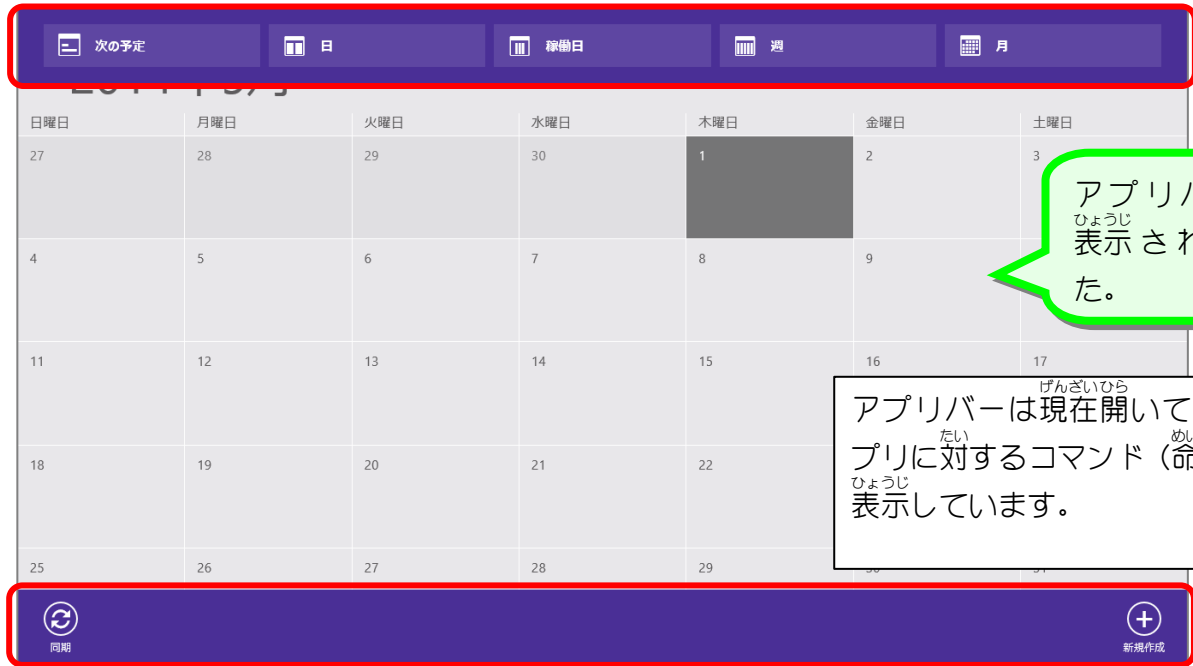 次の予定 日 稼働日 週 月
日曜日 月曜日 火曜日 水曜日 木曜日 金曜日 土曜日
27 28 29 30 1 2 3
アプリ
ひょうじ
表示され
た。
4 5 6 7 8 9
11 12 13 14 15 16 17
げんざいひら
アプリバーは現在開いて
たい
プリに対するコマンド（命
ひょうじ
表示しています。
18 19 20 21 22
25 26 27 28 29
同期 新規作成